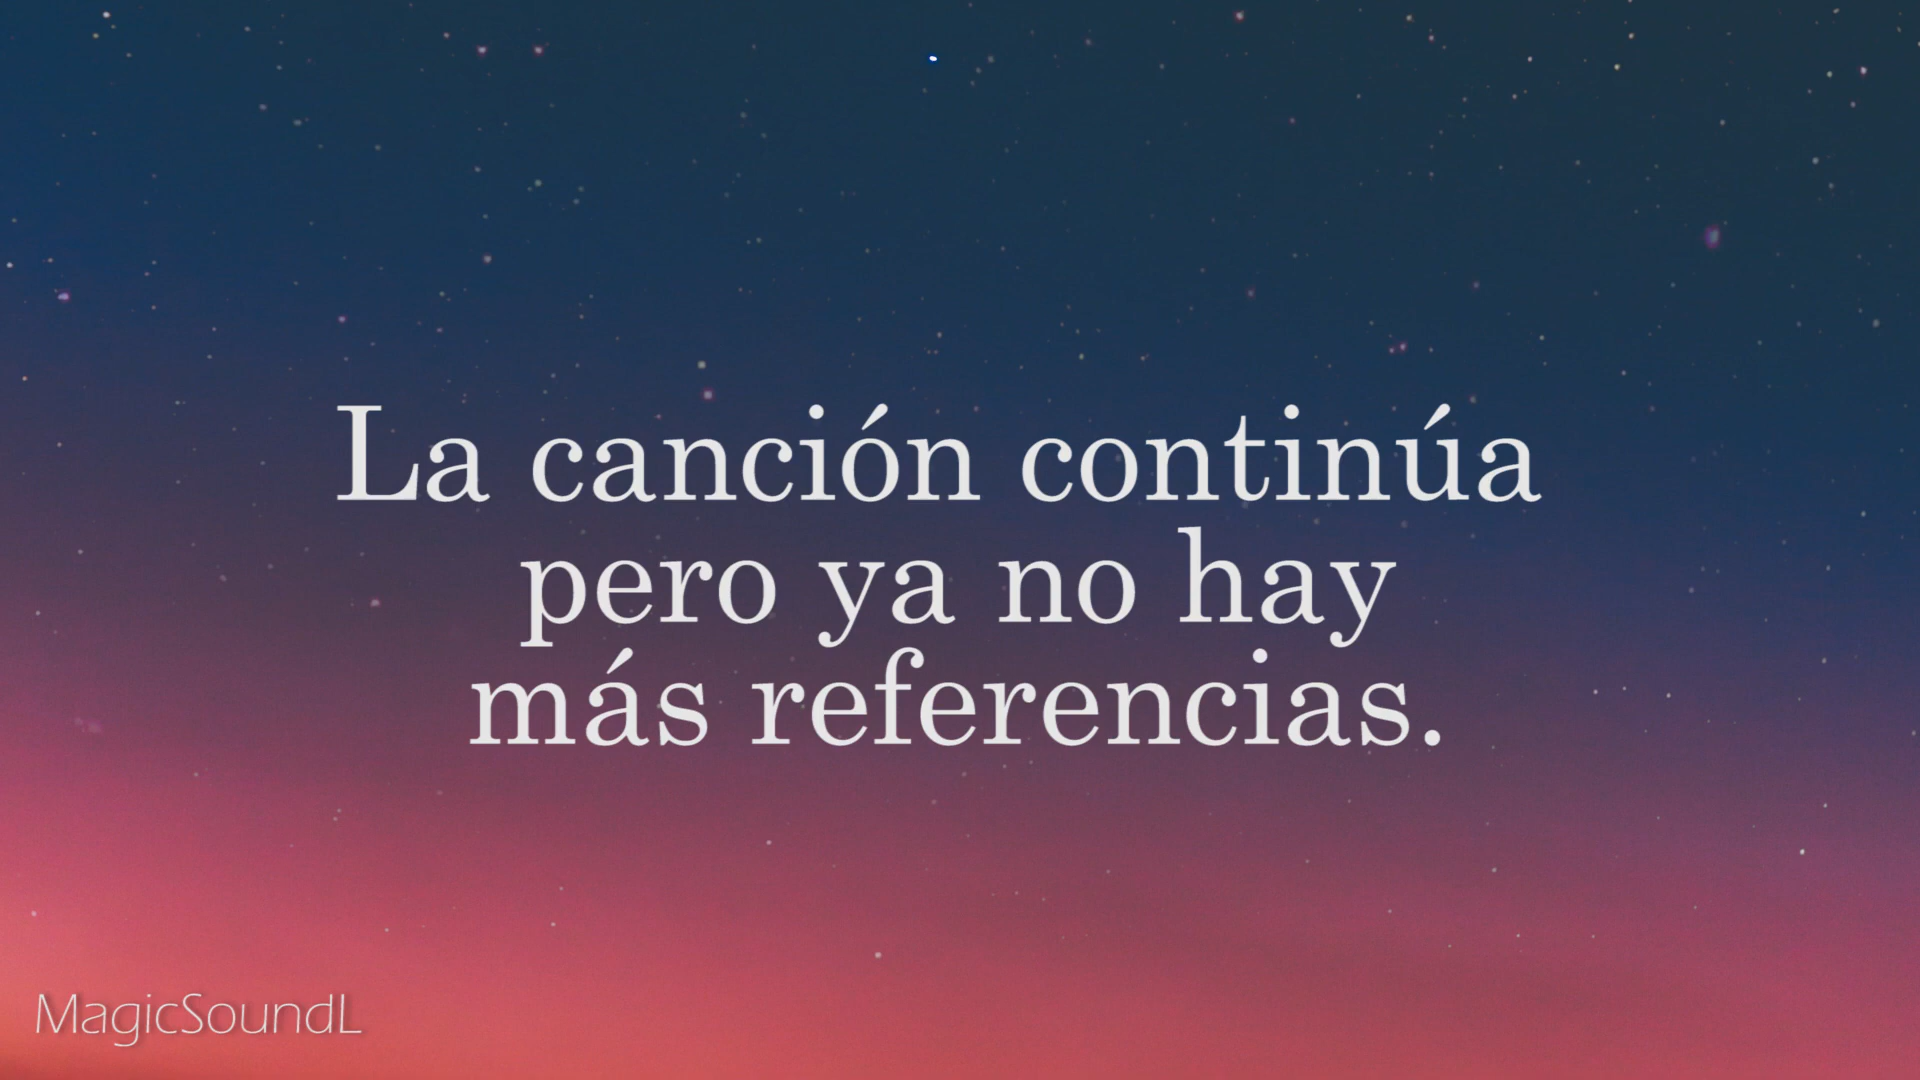 La canción continúa
pero ya no hay
más referencias.
MagicSoundL